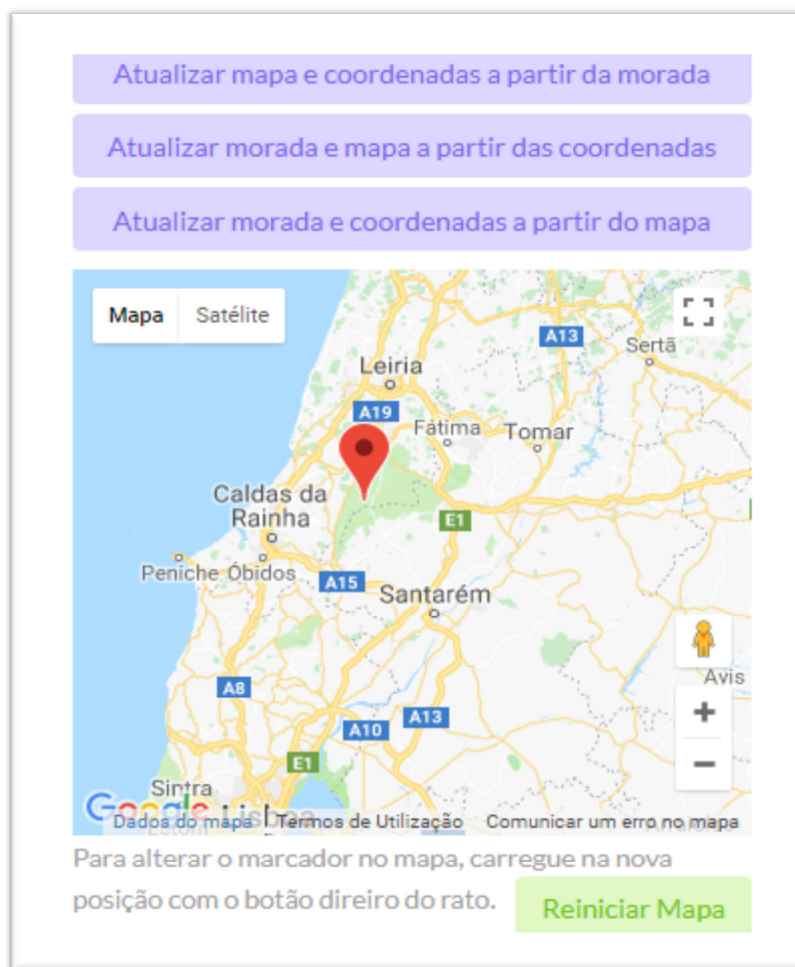 Atualizar mapa e coordenadas a partir da morada
Atualizar morada e mapa a partir das coordenadas
Atualizar morada e coordenadas a partir do mapa
Mapa Satélite
A13
Sertã
Leiria
A19
Fátima Tomar
Caldas da
Rainha
E1
Peniche Óbidos
A15
Santarém
Avis
A8
A13
A10
E1
Sintra
Google Lisboa
Dados do mapa Termos de Utilização Comunicar um erro no mapa
Para alterar o marcador no mapa, carregue na nova
posição com o botão direiro do rato.
Reiniciar Mapa